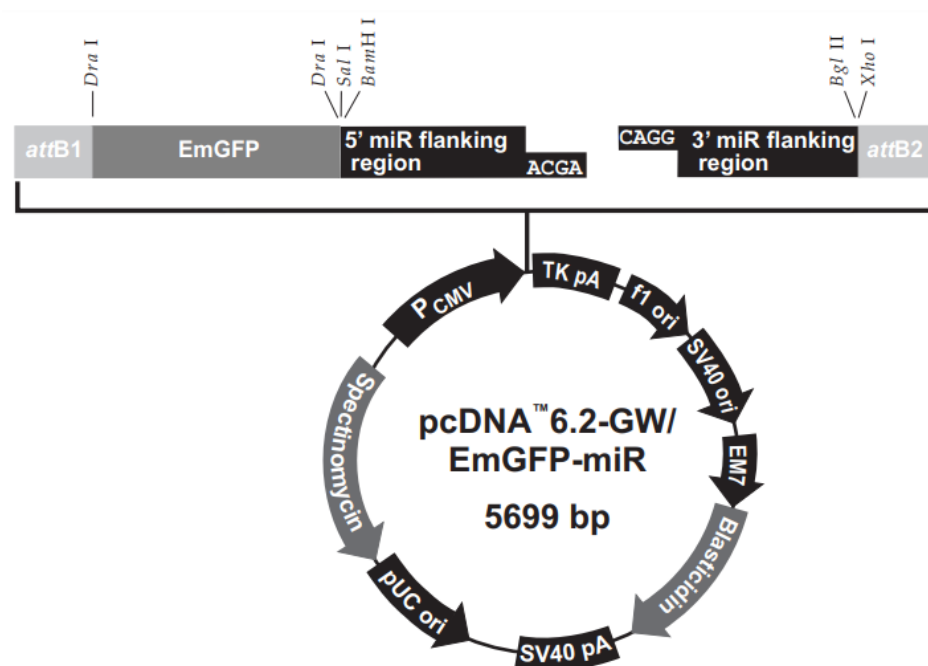 Dra I
Dra I
Sal I
BamH I
Bgl II
Xho I
attB1
EmGFP
5’ miR flanking
region
ACGA
CAGG
3’ miR flanking
region
attB2
PCMV
TK pA
f1 ori
SV40 ori
EM7
Blasticidin
SV40 pA
pUC ori
Spectinomycin
pcDNA™6.2-GW/
EmGFP-miR
5699 bp